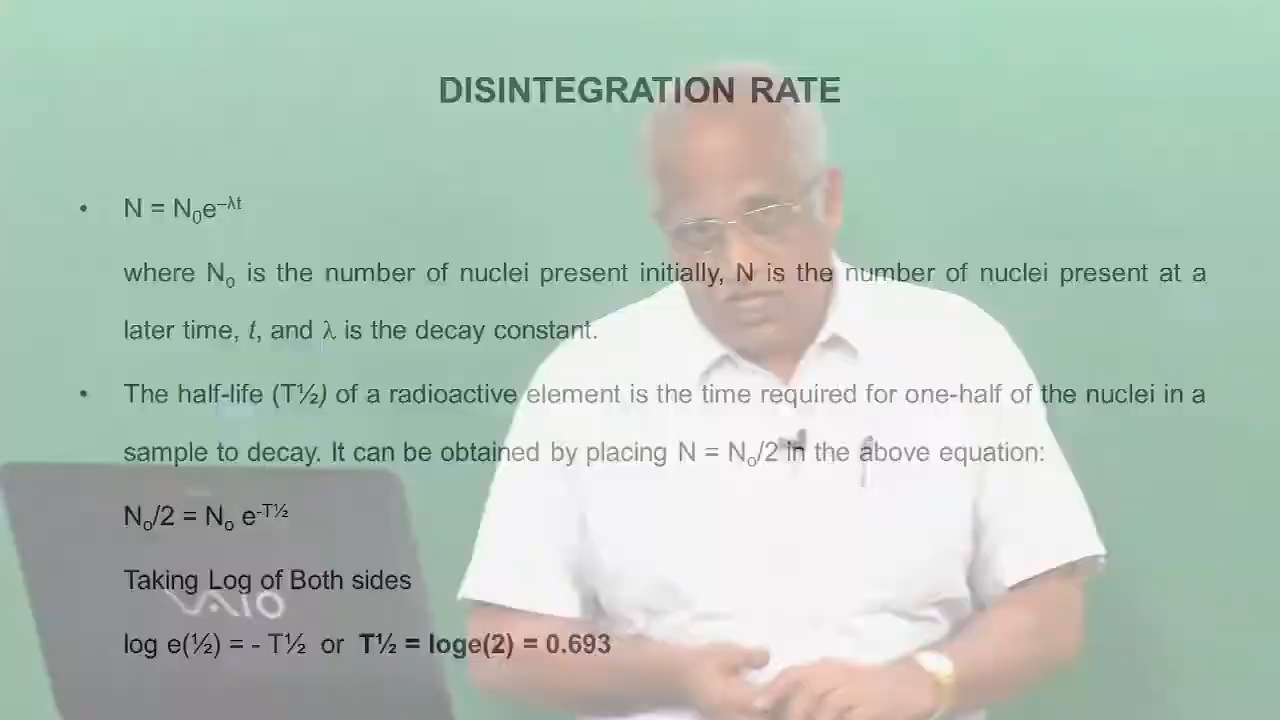 DISINTEGRATION RATE
• N = N₀e⁻λt
where Nₒ is the number of nuclei present initially, N is the number of nuclei present at a
later time, t, and λ is the decay constant.
• The half-life (T½) of a radioactive element is the time required for one-half of the nuclei in a
sample to decay. It can be obtained by placing N = Nₒ/2 in the above equation:
Nₒ/2 = Nₒ e-T½
Taking Log of Both sides
VAIO
log e(½) = - T½ or T½ = loge(2) = 0.693